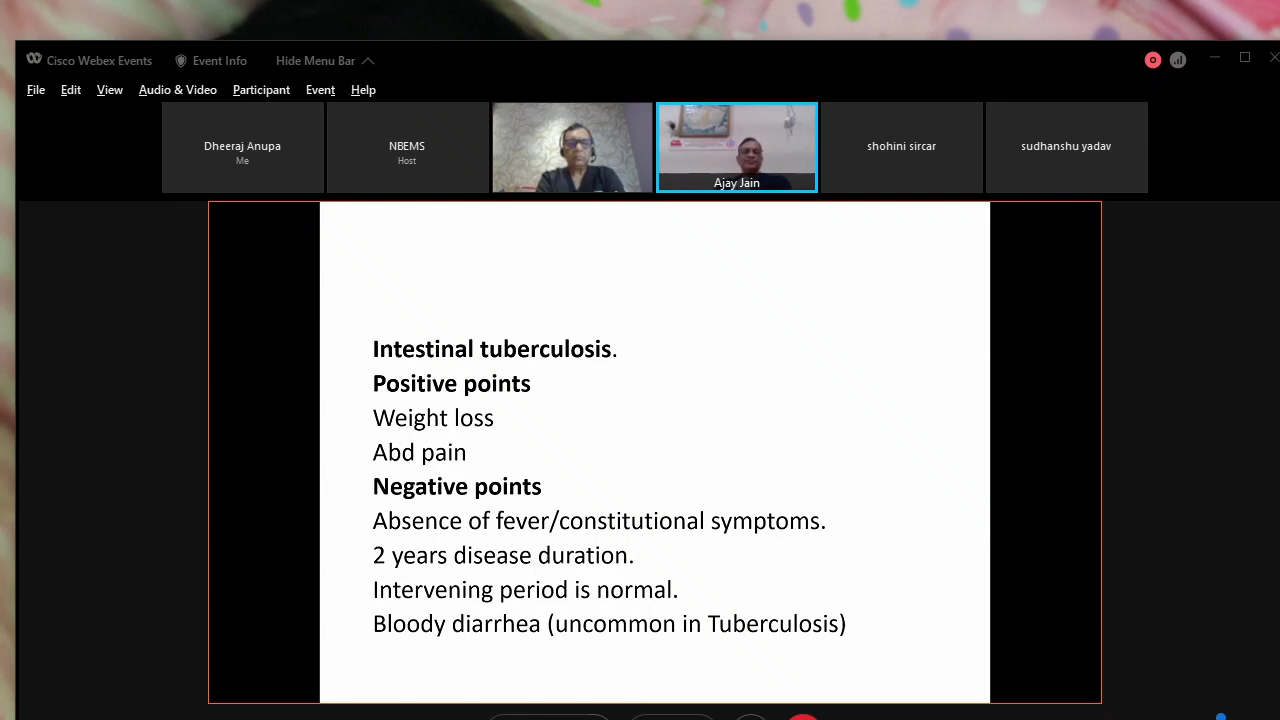 Cisco Webex Events
Event Info
Hide Menu Bar
File Edit View Audio & Video Participant Event Help
Dheeraj Anupa
Me
NBEMS
Host
Ajay Jain
shohini sircar
sudhanshu yadav
Intestinal tuberculosis.
Positive points
Weight loss
Abd pain
Negative points
Absence of fever/constitutional symptoms.
2 years disease duration.
Intervening period is normal.
Bloody diarrhea (uncommon in Tuberculosis)